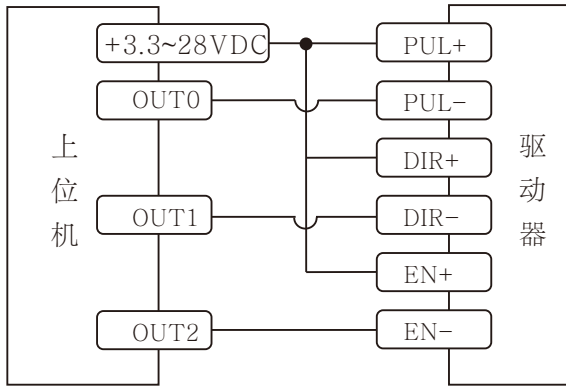 上位机
+3.3~28VDC
OUT0
OUT1
OUT2
PUL+
PUL-
DIR+
DIR-
EN+
EN-
驱动器